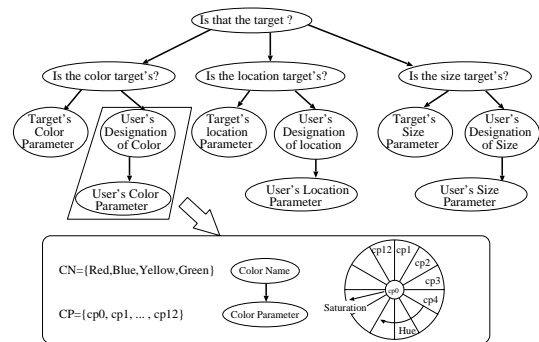 Is that the target ?
Is the color target's?
Is the location target's?
Is the size target's?
Target's
Color
Parameter
User's
Designation
of Color
Target's
location
Parameter
User's
Designation
of location
Target's
Size
Parameter
User's
Designation
of Size
User's Color
Parameter
User's Location
Parameter
User's Size
Parameter
CN={Red,Blue,Yellow,Green}
Color Name
CP={cp0, cp1, ... , cp12}
Color Parameter
cp12
cp1
cp2
cp3
cp4
cp0
Saturation
Hue